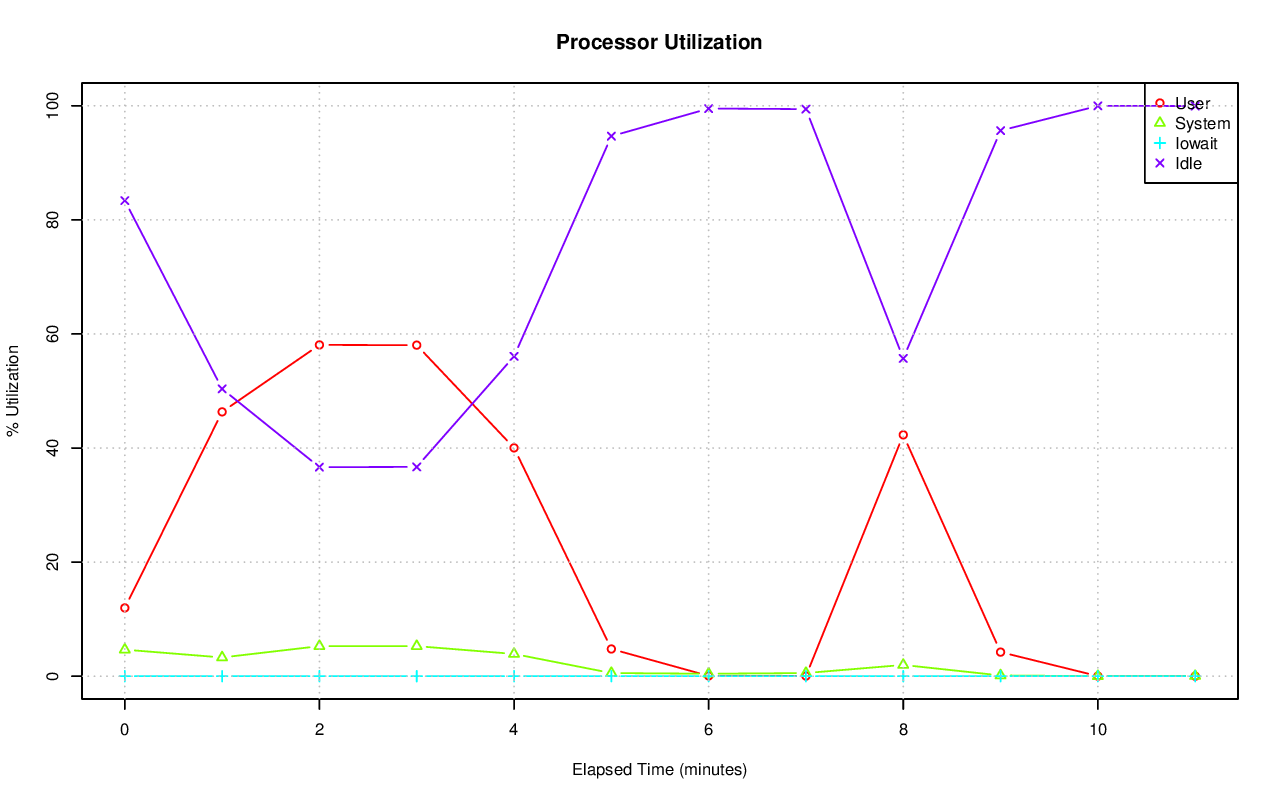 Processor Utilization
% Utilization
100
80
60
40
20
0
User
System
Iowait
Idle
0 2 4 6 8 10
Elapsed Time (minutes)